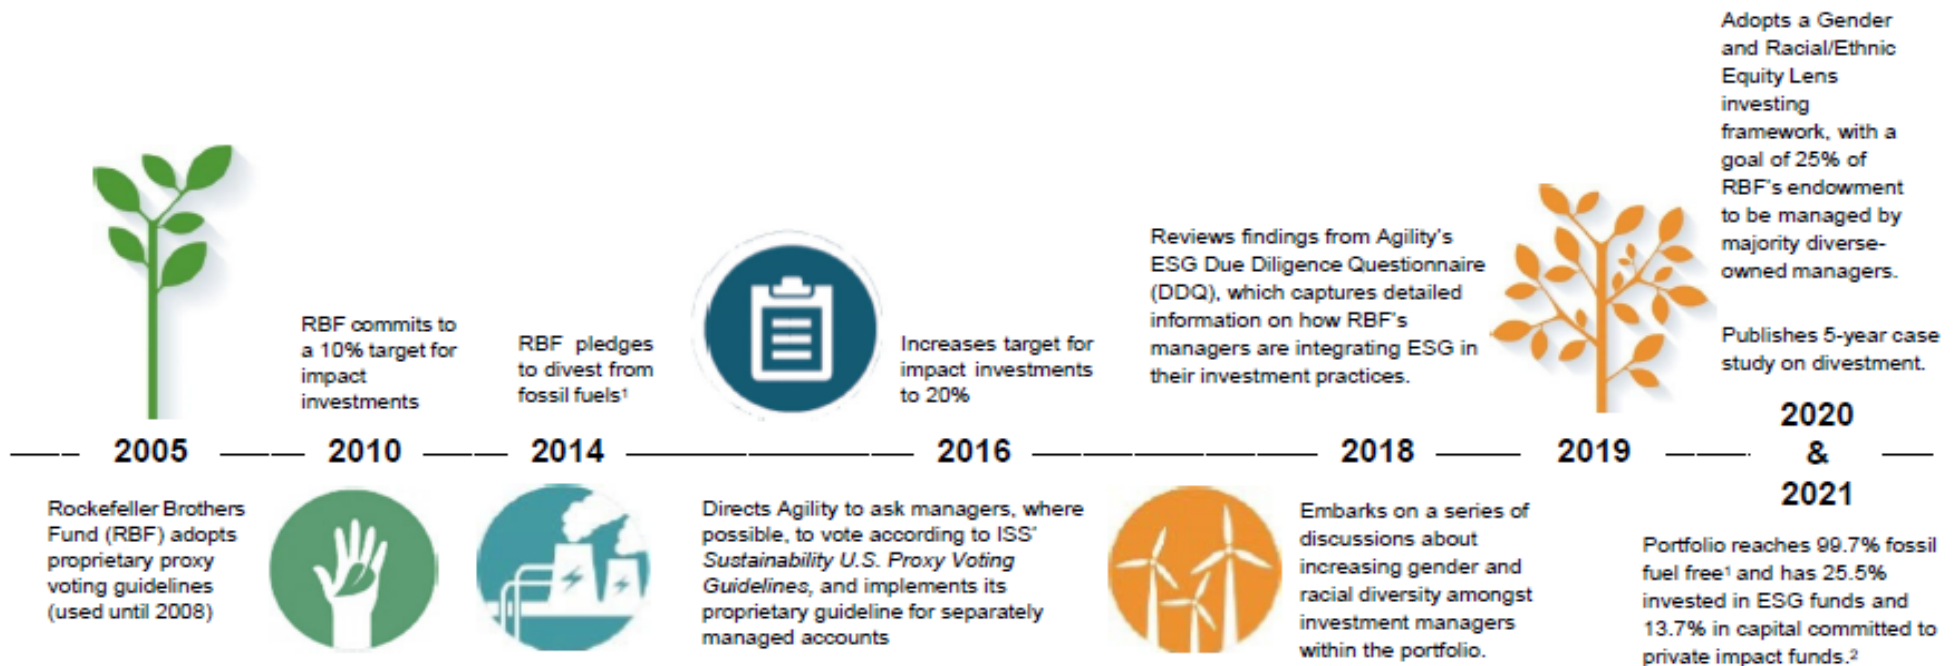 Adopts a Gender
and Racial/Ethnic
Equity Lens
investing
framework, with a
goal of 25% of
RBF's endowment
to be managed by
majority diverse-
owned managers.
Publishes 5-year case
study on divestment.
Reviews findings from Agility's
ESG Due Diligence Questionnaire
(DDQ), which captures detailed
information on how RBF's
managers are integrating ESG in
their investment practices.
RBF commits to
a 10% target for
impact
investments
RBF pledges
to divest from
fossil fuels¹
Increases target for
impact investments
to 20%
2005
2010
2014
2016
2018
2019
2020
&
2021
Rockefeller Brothers
Fund (RBF) adopts
proprietary proxy
voting guidelines
(used until 2008)
Directs Agility to ask managers, where
possible, to vote according to ISS'
Sustainability U.S. Proxy Voting
Guidelines, and implements its
proprietary guideline for separately
managed accounts
Embarks on a series of
discussions about
increasing gender and
racial diversity amongst
investment managers
within the portfolio.
Portfolio reaches 99.7% fossil
fuel free¹ and has 25.5%
invested in ESG funds and
13.7% in capital committed to
private impact funds.²